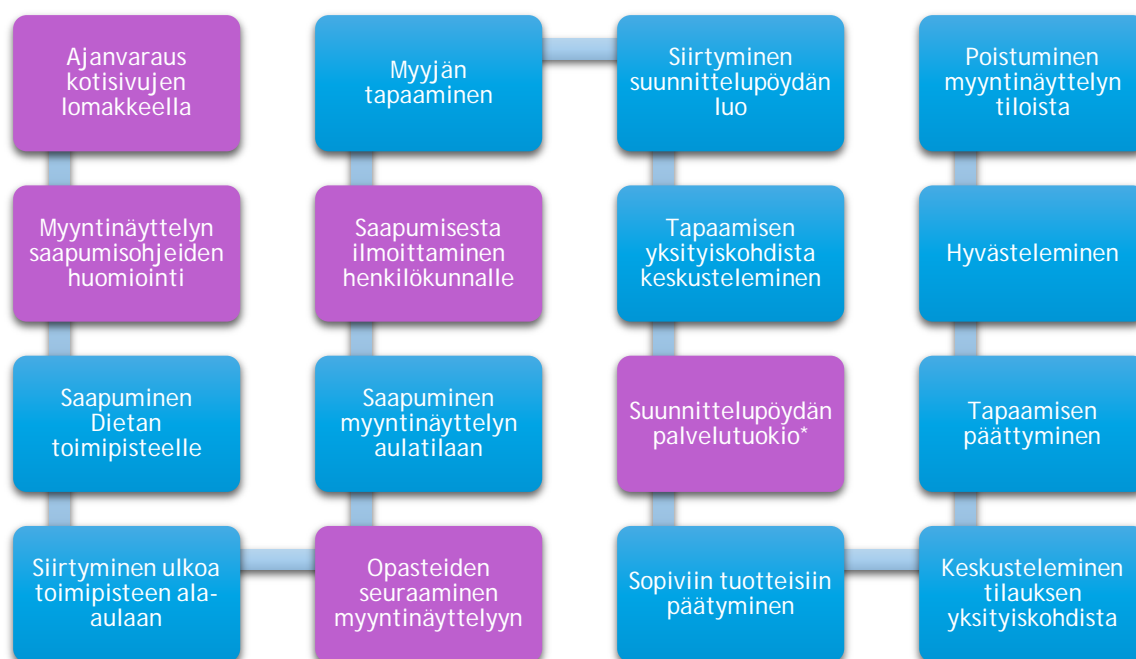 Ajanvaraus
kotisivujen
lomakkeella
Myyntinäyttelyn
saapumisohjeiden
huomiointi
Saapuminen
Dietan
toimipisteelle
Siirtyminen ulkoa
toimipisteen ala-
aulaan
Opasteiden
seuraaminen
myyntinäyttelyyn
Saapuminen
myyntinäyttelyn
aulatilaan
Saapumisesta
ilmoittaminen
henkilökunnalle
Myyjän
tapaaminen
Siirtyminen
suunnittelupöydän
luo
Tapaamisen
yksityiskohdista
keskusteleminen
Suunnittelupöydän
palvelutuokio*
Sopiviin tuotteisiin
päätyminen
Keskusteleminen
tilauksen
yksityiskohdista
Tapaamisen
päättyminen
Hyvästeleminen
Poistuminen
myyntinäyttelyn
tiloista